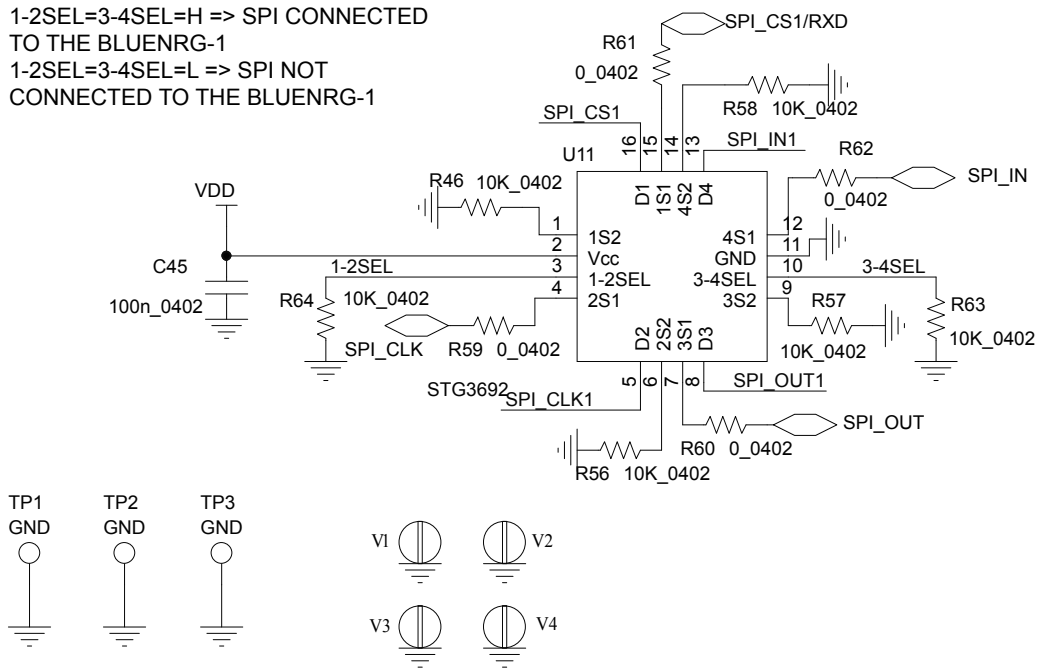 1-2SEL=3-4SEL=H => SPI CONNECTED
TO THE BLUENRG-1
1-2SEL=3-4SEL=L => SPI NOT
CONNECTED TO THE BLUENRG-1
SPI_CS1/RXD
R61
0_0402
R58 10K_0402
SPI_CS1
16
15
14
13
SPI_IN1
U11
R62
SPI_IN
0_0402
R46 10K_0402
VDD
D1
1S1
4S2
D4
1
2
3
4
1S2
Vcc
1-2SEL
2S1
12
11
10
9
4S1
GND
3-4SEL
3S2
C45
100n_0402
1-2SEL
R64 10K_0402
3-4SEL
R57
10K_0402
R63
10K_0402
SPI_CLK R59 0_0402
D2
2S2
3S1
D3
STG3692
SPI_CLK1
5
6
7
8
SPI_OUT1
SPI_OUT
R60 0_0402
R56 10K_0402
TP1
GND
TP2
GND
TP3
GND
V1
V2
V3
V4